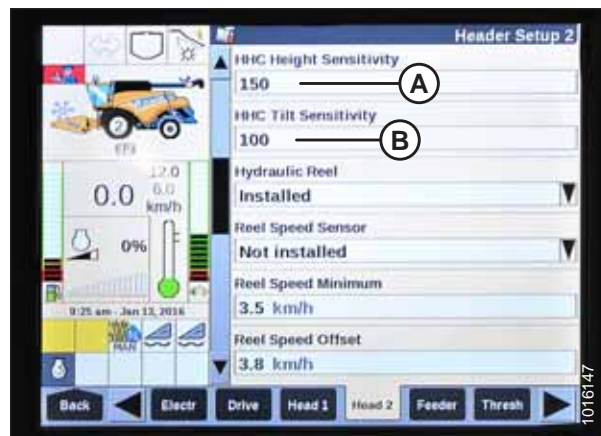 Header Setup 2
HHC Height Sensitivity
150
A
HHC Tilt Sensitivity
100
B
Hydraulic Reel
Installed
Reel Speed Sensor
Not installed
Reel Speed Minimum
3.5 km/h
Reel Speed Offset
3.8 km/h
2
12.0
0.0 6.0
km/h
0%
9:25 am - Jan 13, 2016
MAN
Back Electr Drive Head 1 Head 2 Feeder Thresh
1016147